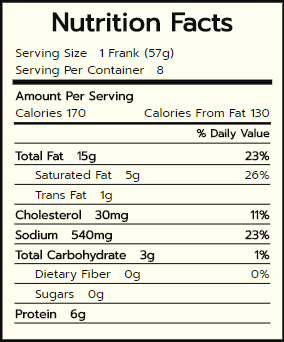 Nutrition Facts
Serving Size 1 Frank (57g)
Serving Per Container 8
Amount Per Serving
Calories 170 Calories From Fat 130
% Daily Value
Total Fat 15g 23%
Saturated Fat 5g 26%
Trans Fat 1g
Cholesterol 30mg 11%
Sodium 540mg 23%
Total Carbohydrate 3g 1%
Dietary Fiber 0g 0%
Sugars 0g
Protein 6g